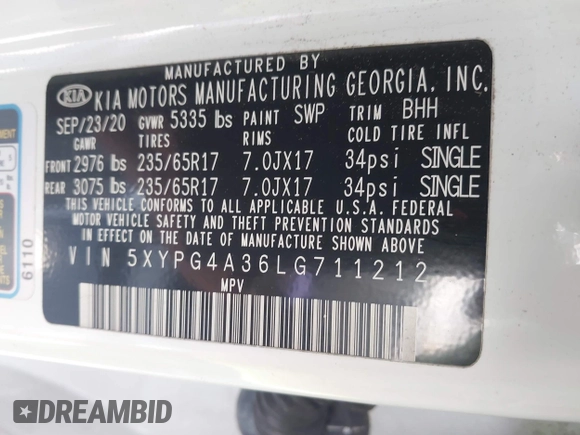 MANUFACTURED BY
KIA KIA MOTORS MANUFACTURING GEORGIA, INC.
SEP/23/20 GVWR 5335 lbs PAINT SWP TRIM BHH
GAWR TIRES RIMS COLD TIRE INFL
FRONT 2976 lbs 235/65R17 7.0JX17 34psi SINGLE
REAR 3075 lbs 235/65R17 7.0JX17 34psi SINGLE
THIS VEHICLE CONFORMS TO ALL APPLICABLE U.S.A. FEDERAL
MOTOR VEHICLE SAFETY AND THEFT PREVENTION STANDARDS
IN EFFECT ON THE DATE OF MANUFACTURE SHOWN ABOVE.
VIN 5XYPG4A36LG711212
MPV
6110
DREAMBID